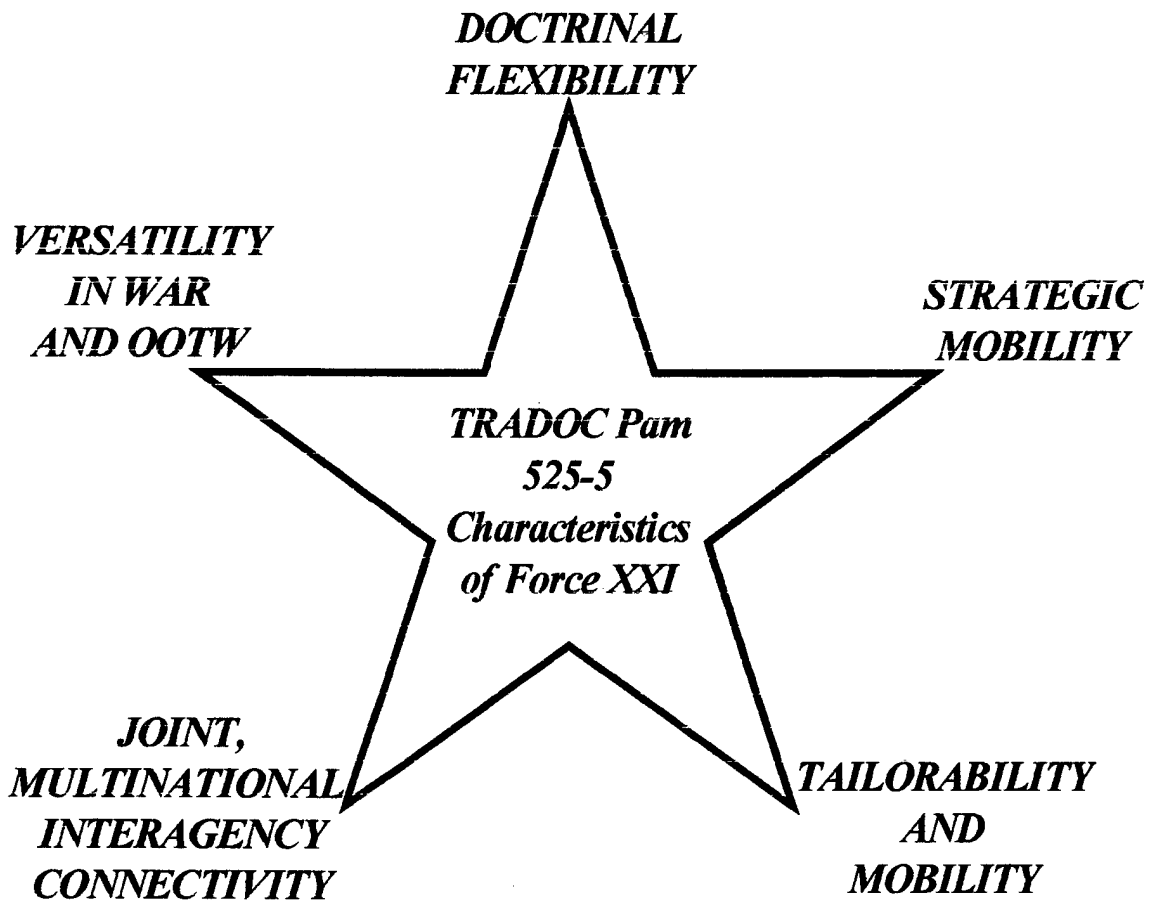 DOCTRINAL
FLEXIBILITY
VERSATILITY
IN WAR
AND OOTW
STRATEGIC
MOBILITY
TRADOC Pam
525-5
Characteristics
of Force XXI
JOINT,
MULTINATIONAL
INTERAGENCY
CONNECTIVITY
TAILORABILITY
AND
MOBILITY